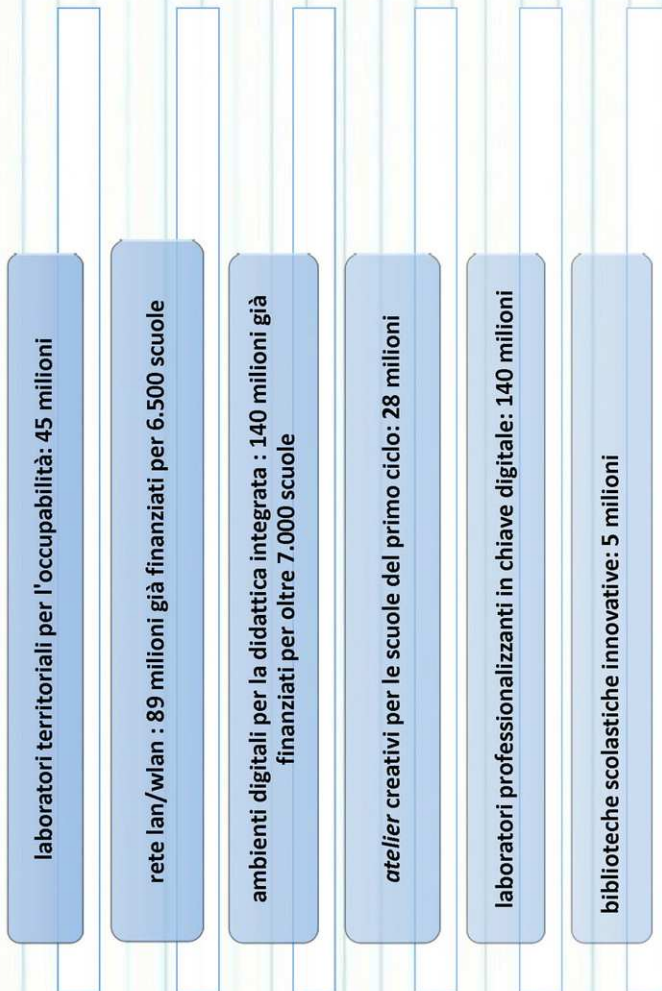 laboratori territoriali per l'occupabilità: 45 milioni
rete lan/wlan : 89 milioni già finanziati per 6.500 scuole
ambienti digitali per la didattica integrata : 140 milioni già
finanziati per oltre 7.000 scuole
atelier creativi per le scuole del primo ciclo: 28 milioni
laboratori professionalizzanti in chiave digitale: 140 milioni
biblioteche scolastiche innovative: 5 milioni